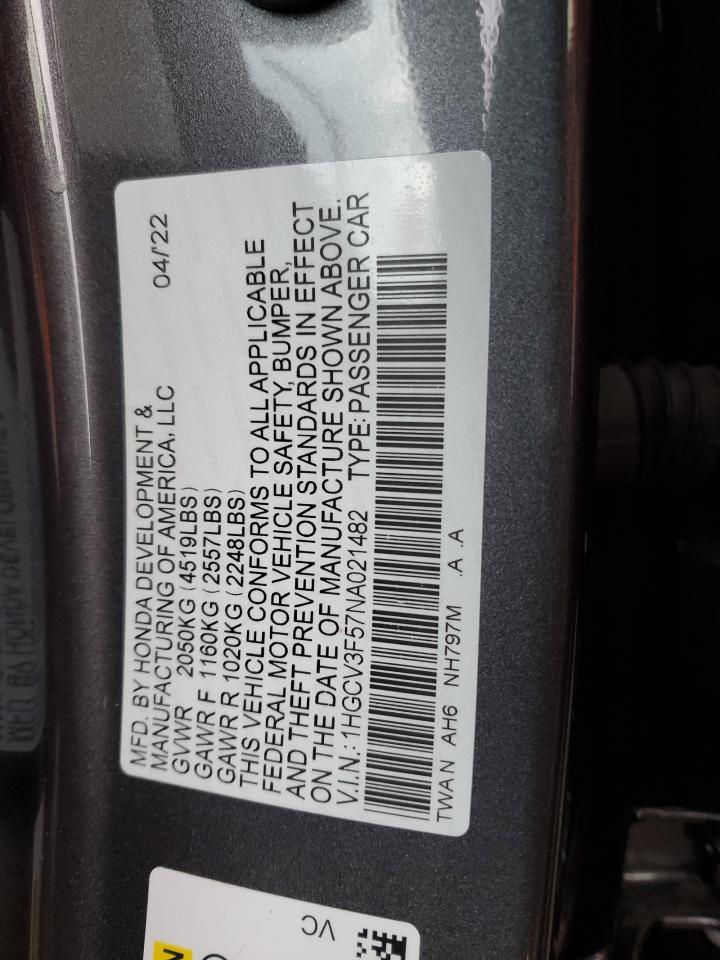 MFD. BY HONDA DEVELOPMENT &
MANUFACTURING OF AMERICA, LLC 04/'22
GVWR 2050KG (4519LBS)
GAWR F 1160KG (2557LBS)
GAWR R 1020KG (2248LBS)
THIS VEHICLE CONFORMS TO ALL APPLICABLE
FEDERAL MOTOR VEHICLE SAFETY, BUMPER,
AND THEFT PREVENTION STANDARDS IN EFFECT
ON THE DATE OF MANUFACTURE SHOWN ABOVE.
V.I.N.: 1HGCV3F57NA021482 TYPE: PASSENGER CAR
TWAN AH6 NH797M .A .A
VC